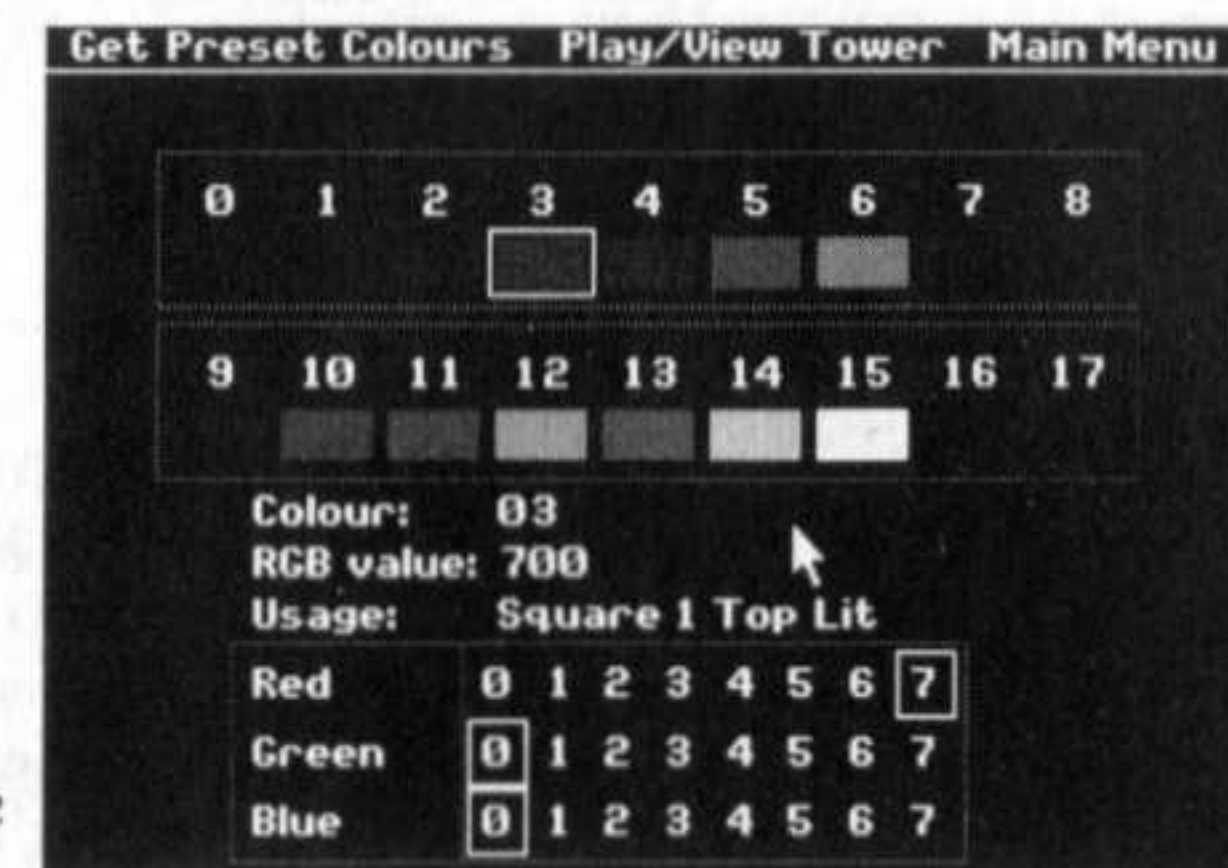 Get Preset Colours Play/View Tower Main Menu
0 1 2 3 4 5 6 7 8
9 10 11 12 13 14 15 16 17
Colour: 03
RGB value: 700
Usage: Square 1 Top Lit
Red 0 1 2 3 4 5 6 7
Green 0 1 2 3 4 5 6 7
Blue 0 1 2 3 4 5 6 7